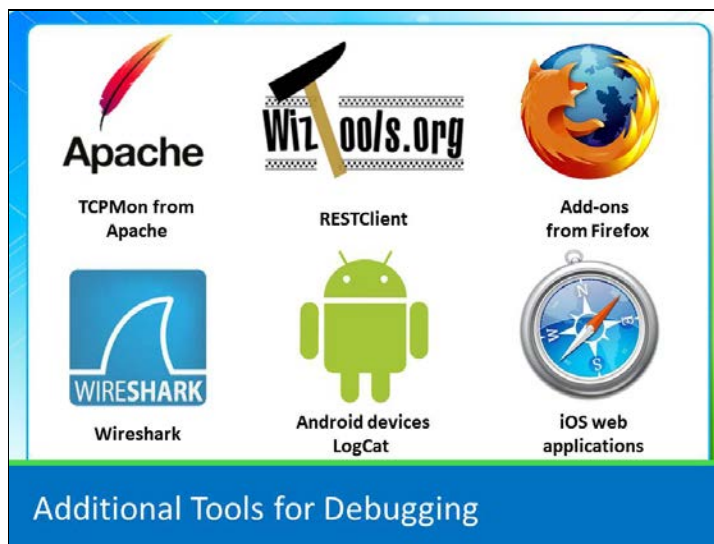 Apache
TCPMon from
Apache
WizTools.org
RESTClient
Add-ons
from Firefox
WIRESHARK
Wireshark
Android devices
LogCat
N
E
S
W
iOS web
applications
Additional Tools for Debugging